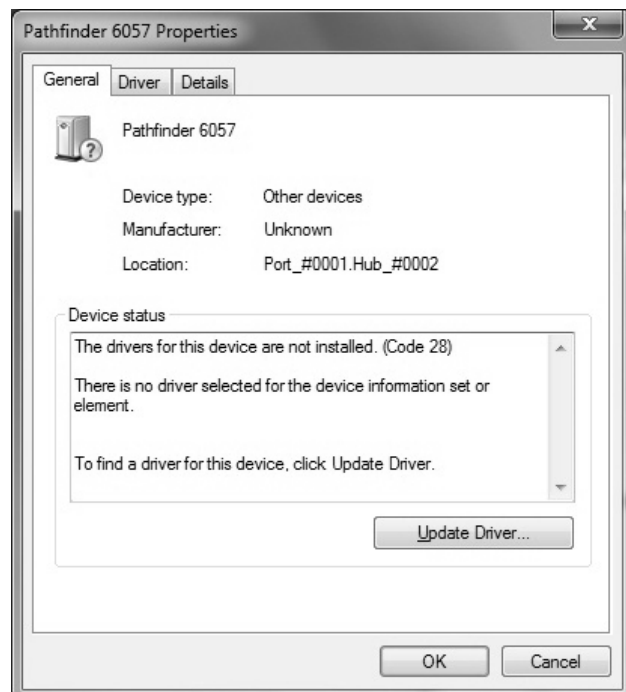 Pathfinder 6057 Properties
General Driver Details
Pathfinder 6057
Device type: Other devices
Manufacturer: Unknown
Location: Port_#0001.Hub_#0002
Device status
The drivers for this device are not installed. (Code 28)
There is no driver selected for the device information set or
element.
To find a driver for this device, click Update Driver.
Update Driver...
OK Cancel